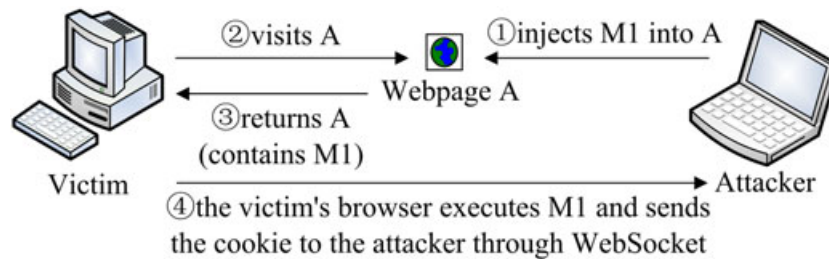 ②visits A
①injects M1 into A
Webpage A
③returns A
(contains M1)
Victim
Attacker
④the victim's browser executes M1 and sends
the cookie to the attacker through WebSocket